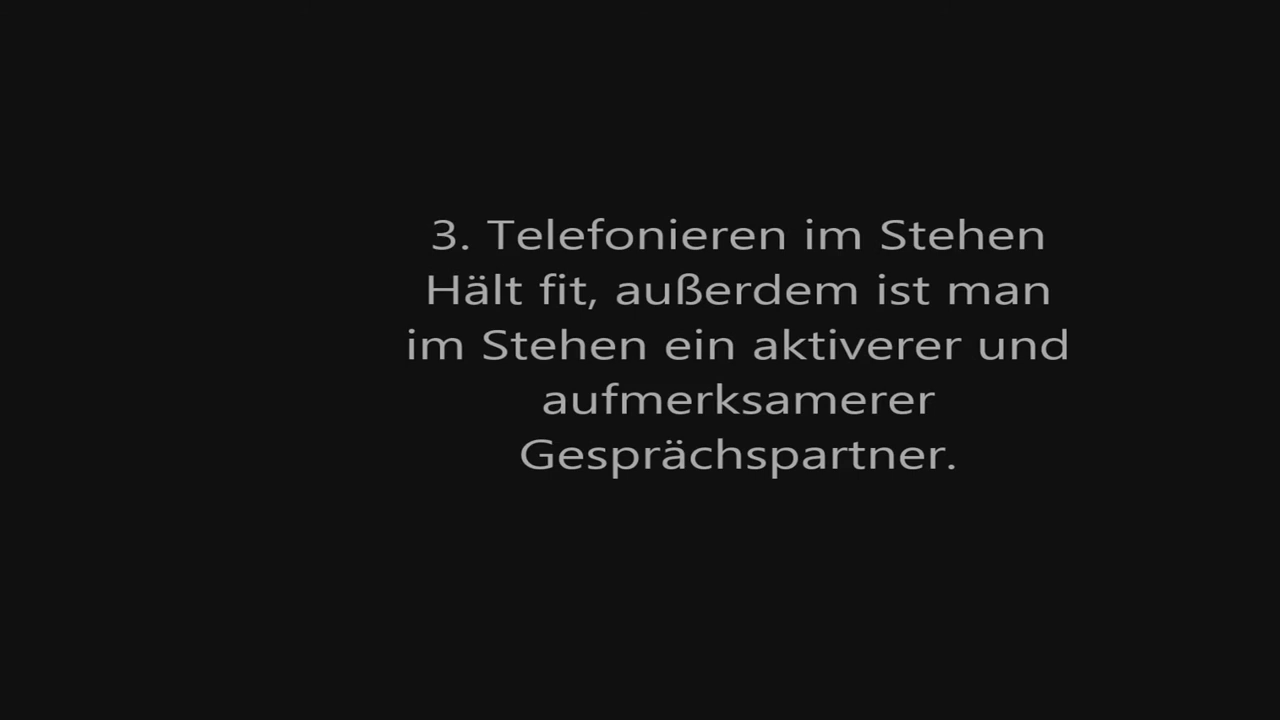 3. Telefonieren im Stehen
Hält fit, außerdem ist man
im Stehen ein aktiverer und
aufmerksamerer
Gesprächspartner.